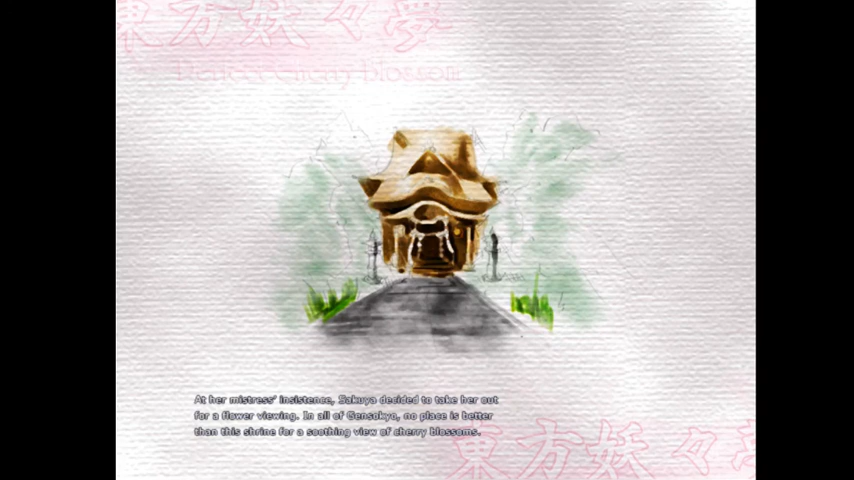 東方妖々夢
Perfect Cherry Blossom
At her mistress' insistence, Sakuya decided to take her out
for a flower viewing. In all of Gensokyo, no place is better
than this shrine for a soothing view of cherry blossoms.
東方妖々夢